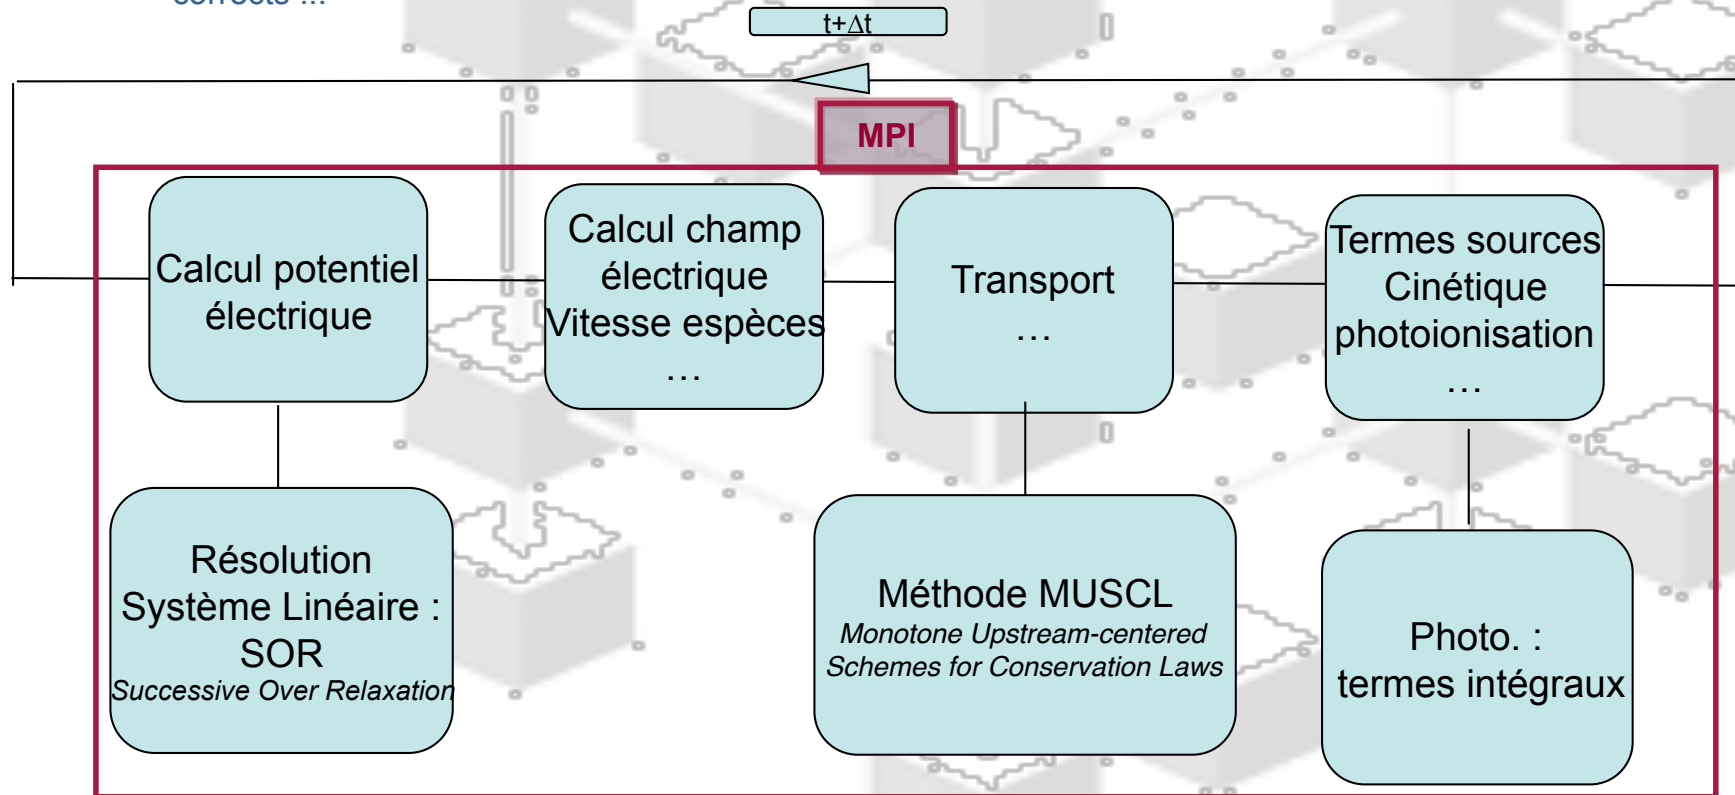 corrects ...
t+Δt
MPI
Calcul potentiel
électrique
Calcul champ
électrique
Vitesse espèces
…
Transport
…
Termes sources
Cinétique
photoionisation
…
Résolution
Système Linéaire :
SOR
Successive Over Relaxation
Méthode MUSCL
Monotone Upstream-centered
Schemes for Conservation Laws
Photo. :
termes intégraux